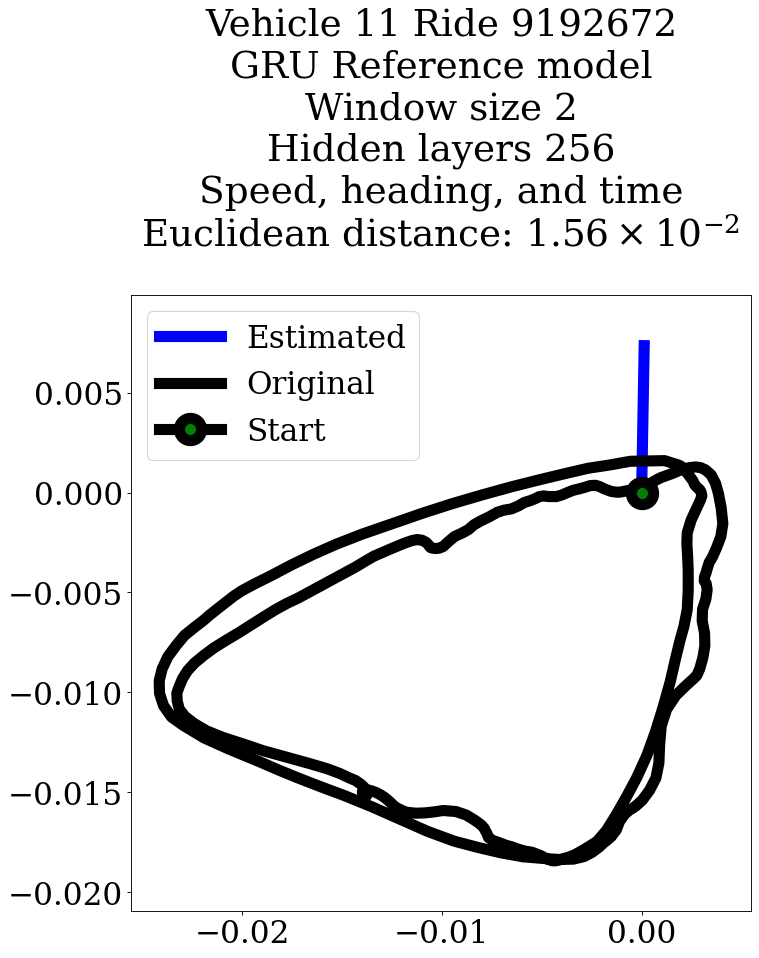 Vehicle 11 Ride 9192672
GRU Reference model
Window size 2
Hidden layers 256
Speed, heading, and time
Euclidean distance: 1.56 × 10⁻²
Estimated
Original
Start
0.005
0.000
−0.005
−0.010
−0.015
−0.020
−0.02 −0.01 0.00